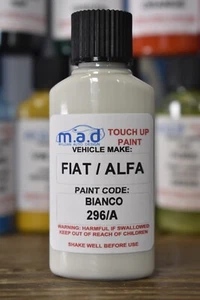 m.a.d
TOUCH UP
PAINT
VEHICLE MAKE:
FIAT / ALFA
PAINT CODE:
BIANCO
296/A
WARNING: HARMFUL IF SWALLOWED
KEEP OUT OF REACH OF CHILDREN
SHAKE WELL BEFORE USE